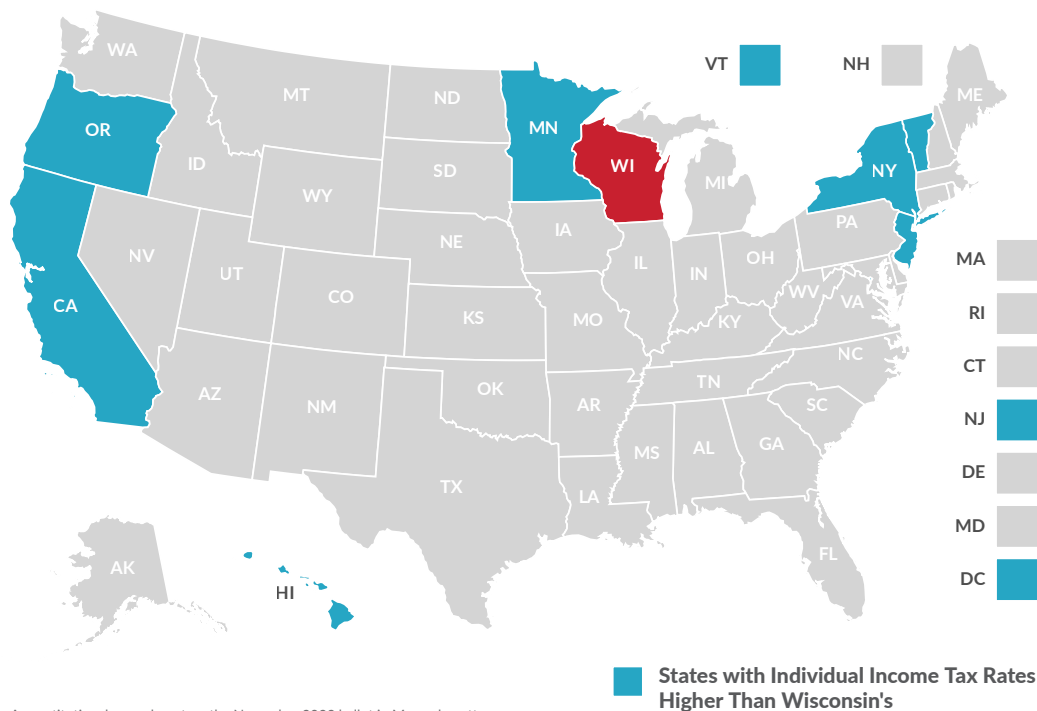 WA
VT
NH
MT
ND
ME
OR
MN
ID
WI
NY
SD
MI
WY
PA
IA
NE
NV
OH
MA
UT
IL
IN
CO
WV
VA
CA
RI
KS
MO
KY
NC
CT
TN
AZ
OK
NM
AR
SC
NJ
MS
AL
GA
DE
TX
LA
MD
FL
AK
DC
HI
States with Individual Income Tax Rates
Higher Than Wisconsin's